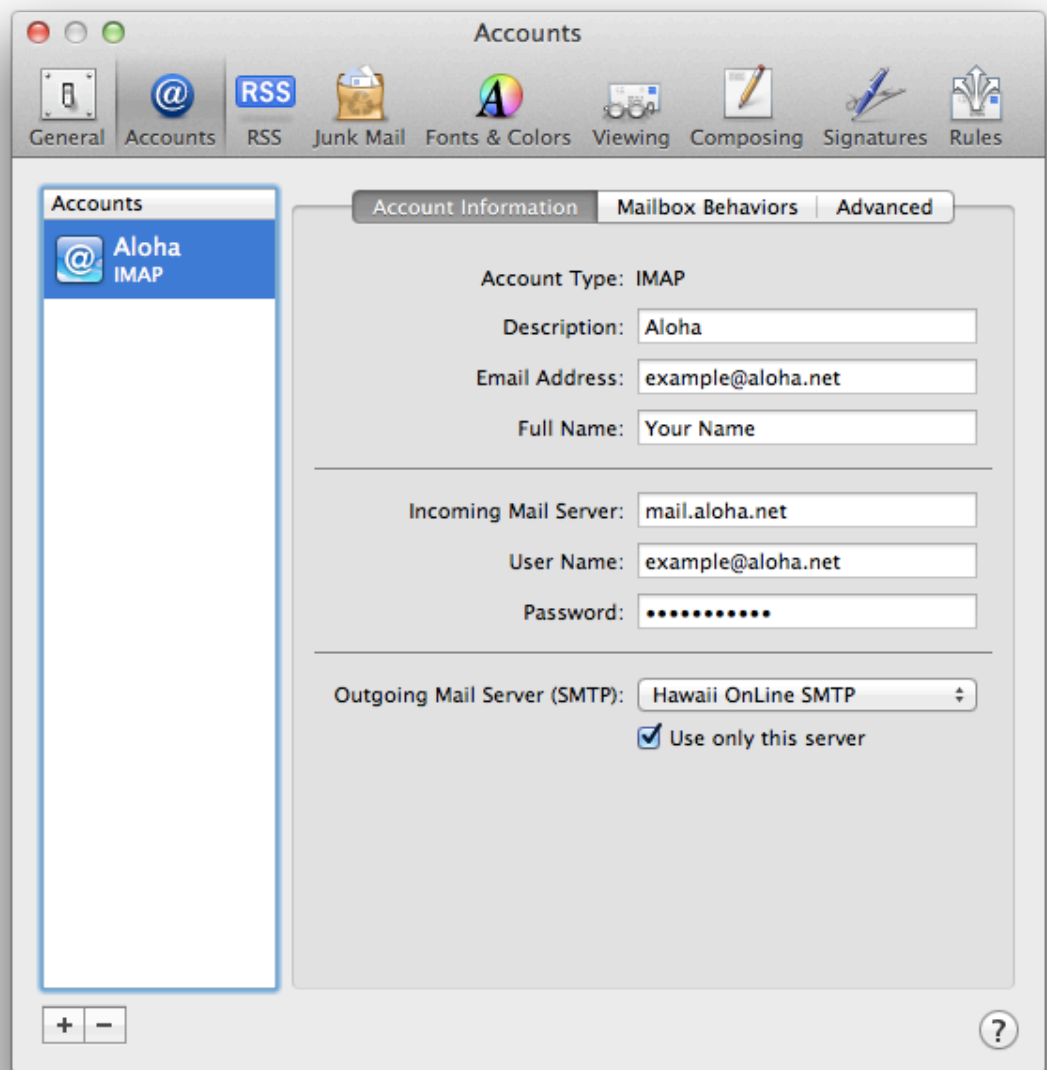 Accounts
RSS
General Accounts RSS Junk Mail Fonts & Colors Viewing Composing Signatures Rules
Accounts
Aloha
IMAP
Account Information Mailbox Behaviors Advanced
Account Type: IMAP
Description: Aloha
Email Address: example@aloha.net
Full Name: Your Name
Incoming Mail Server: mail.aloha.net
User Name: example@aloha.net
Password: •••••••••••
Outgoing Mail Server (SMTP): Hawaii OnLine SMTP
Use only this server
+ − ?